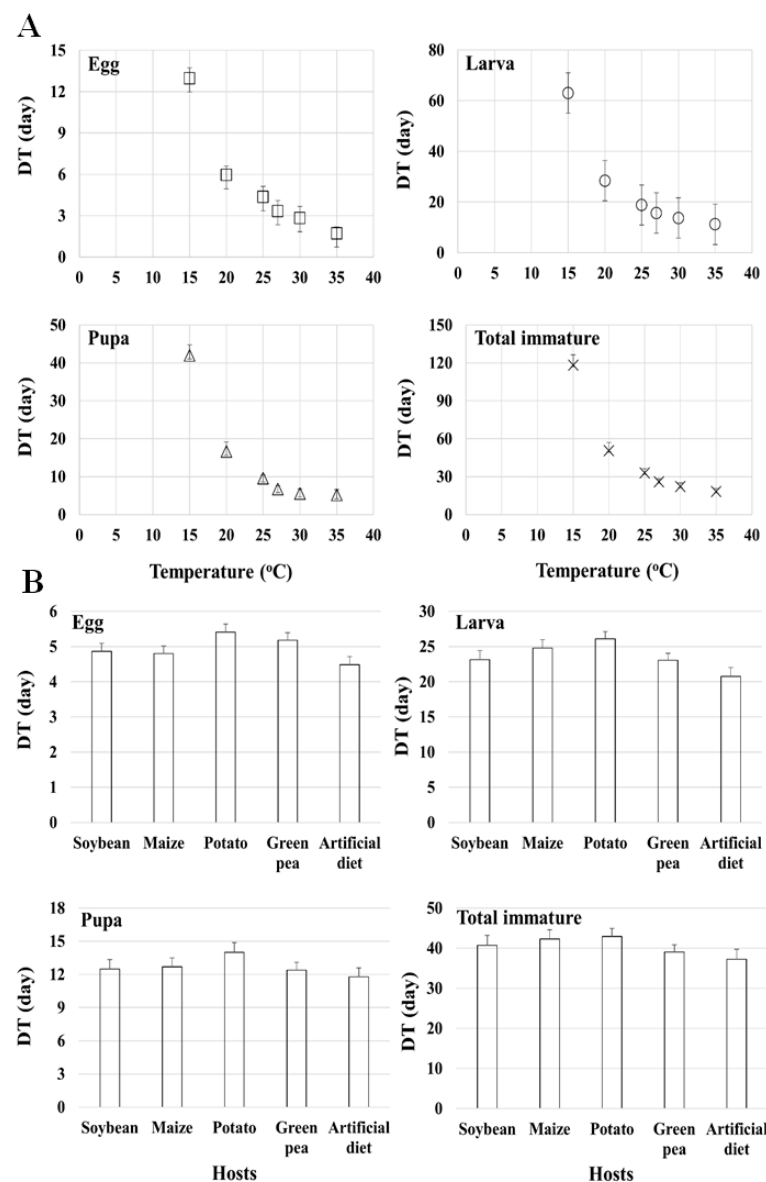 A
Egg
DT (day)
15
12
9
6
3
0
0 5 10 15 20 25 30 35 40
Larva
DT (day)
80
60
40
20
0
0 5 10 15 20 25 30 35 40
Pupa
DT (day)
50
40
30
20
10
0
0 5 10 15 20 25 30 35 40
Temperature (°C)
Total immature
DT (day)
150
120
90
60
30
0
0 5 10 15 20 25 30 35 40
Temperature (°C)
B
Egg
DT (day)
6
5
4
3
2
1
0
Soybean Maize Potato Green Artificial
pea diet
Larva
DT (day)
30
25
20
15
10
5
0
Soybean Maize Potato Green Artificial
pea diet
Pupa
DT (day)
18
15
12
9
6
3
0
Soybean Maize Potato Green Artificial
pea diet
Hosts
Total immature
DT (day)
50
40
30
20
10
0
Soybean Maize Potato Green Artificial
pea diet
Hosts